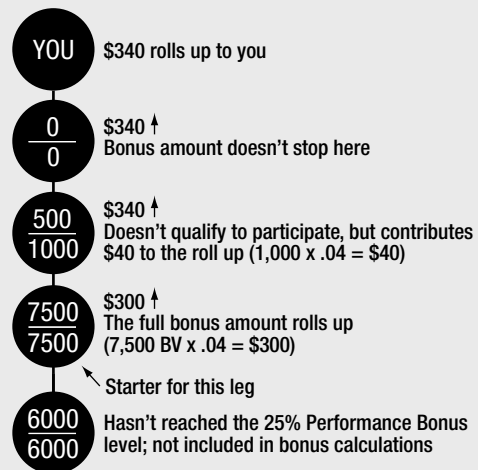 YOU
$340 rolls up to you
0
0
$340 ↑
Bonus amount doesn't stop here
500
1000
$340 ↑
Doesn't qualify to participate, but contributes
$40 to the roll up (1,000 x .04 = $40)
7500
7500
$300 ↑
The full bonus amount rolls up
(7,500 BV x .04 = $300)
Starter for this leg
6000
6000
Hasn't reached the 25% Performance Bonus
level; not included in bonus calculations